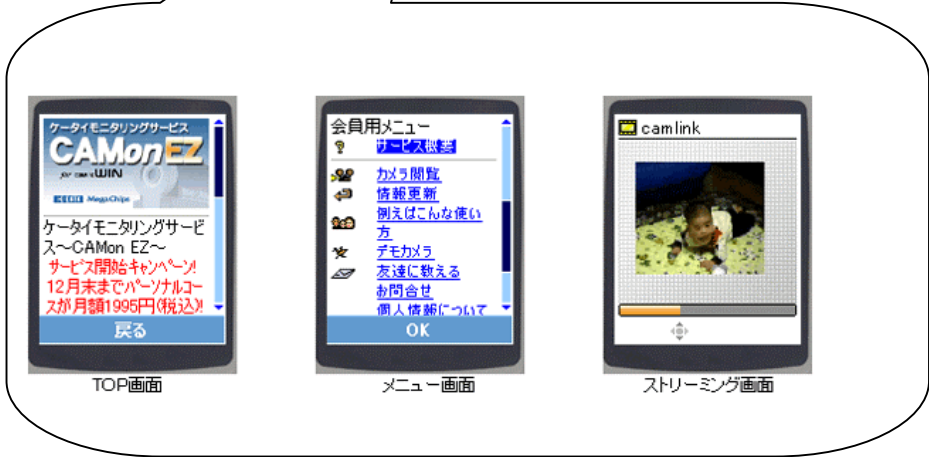 ケータイモニタリングサービス
CAMon EZ
for au WIN
MegaChips
ケータイモニタリングサービ
ス～CAMon EZ～
サービス開始キャンペーン!
12月末までパーソナルコー
スが月額1995円(税込)!
戻る
TOP画面
会員用メニュー
サービス概要
カメラ閲覧
情報更新
例えばこんな使い
方
デモカメラ
友達に教える
お問合せ
個人情報について
OK
メニュー画面
camlink
ストリーミング画面